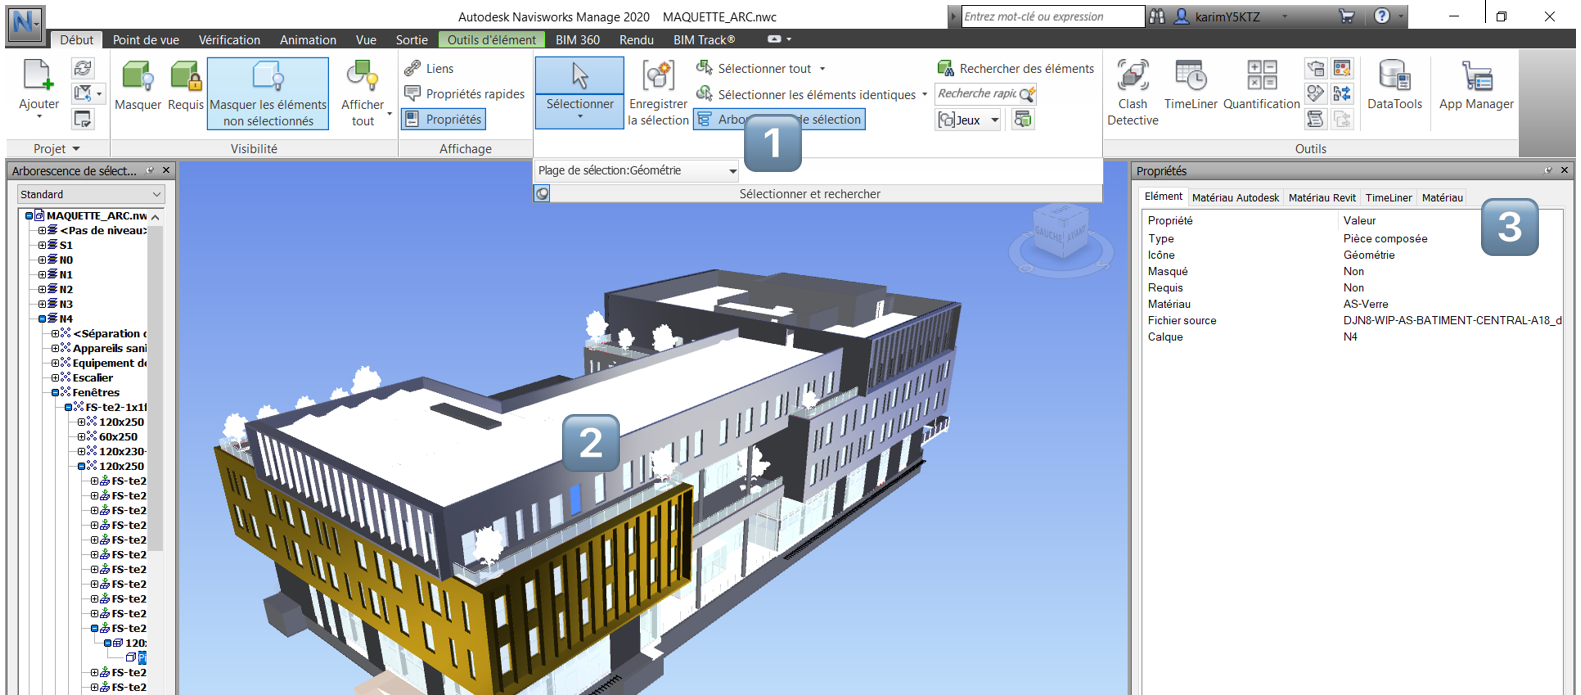 Autodesk Navisworks Manage 2020 MAQUETTE_ARC.nwc
Entrez mot-clé ou expression
karimY5KTZ
Début Point de vue Vérification Animation Vue Sortie Outils d'élément BIM 360 Rendu BIM Track®
Ajouter
Projet
Masquer
Requis
Masquer les éléments
non sélectionnés
Afficher
tout
Visibilité
Liens
Propriétés rapides
Propriétés
Affichage
Sélectionner
Enregistrer
la sélection
Sélectionner tout
Sélectionner les éléments identiques
de sélection
Rechercher des éléments
Recherche rapi
Jeux
Plage de sélection:Géométrie
Sélectionner et rechercher
Clash
Detective
TimeLiner
Quantification
DataTools
App Manager
Outils
1
2
3
Arborescence de sélect...
Standard
MAQUETTE_ARC.nw
<Pas de niveau>
S1
N0
N1
N2
N3
N4
<Séparation
Appareils sani
Equipement de
Escalier
Fenêtres
FS-te2-1x1
120x250
60x250
120x230-
120x250
FS-te2
FS-te2
FS-te2
FS-te2
FS-te2
FS-te2
FS-te2
FS-te2
FS-te2
FS-te2
FS-te2
120
FS-te2
FS-te2
GAUCHE AVANT
Propriétés
Elément Matériau Autodesk Matériau Revit TimeLiner Matériau
Propriété Valeur
Type Pièce composée
Icône Géométrie
Masqué Non
Requis Non
Matériau AS-Verre
Fichier source DJN8-WIP-AS-BATIMENT-CENTRAL-A18_d
Calque N4